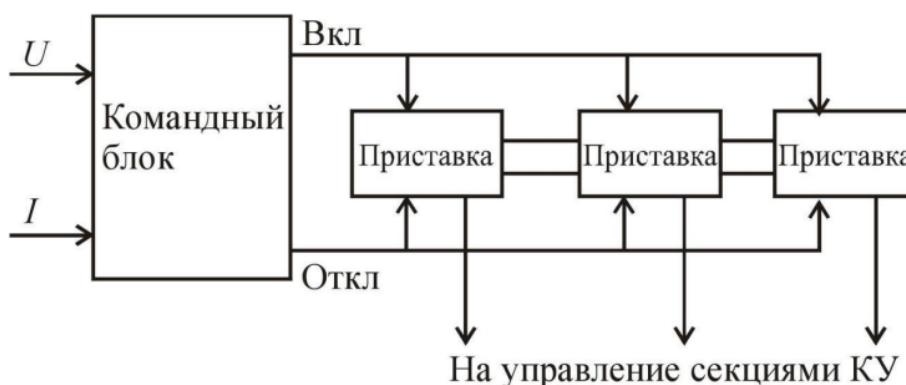 Вкл
U
Командный
блок
Приставка
Приставка
Приставка
I
Откл
На управление секциями КУ